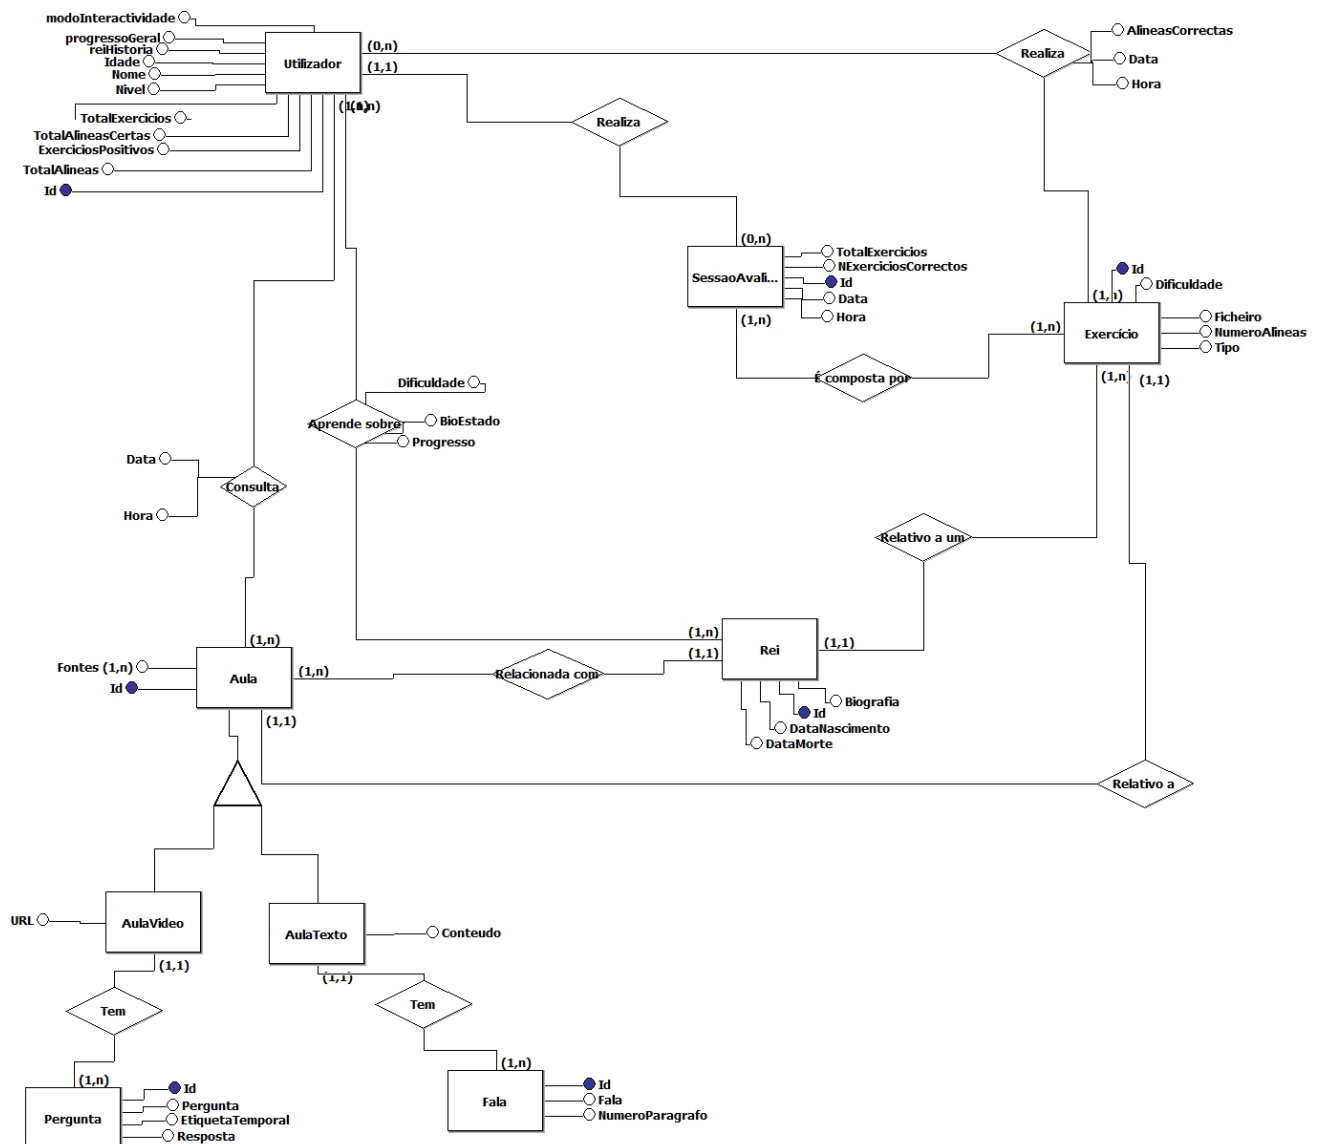 modoInteractividade
progressoGeral
reiHistoria
Idade
Nome
Nivel
Utilizador
(0,n)
(1,1)
Realiza
AlineasCorrectas
Data
Hora
Realiza
TotalExercicios
TotalAlineasCertas
ExerciciosPositivos
TotalAlineas
Id
(0,n)
SessaoAvali...
TotalExercicios
NExerciciosCorrectos
Id
Data
Hora
(1,n)
Id
Dificuldade
(1,n)
Exercício
Ficheiro
NumeroAlineas
Tipo
(1,n)
(1,n)
(1,1)
É composta por
Dificuldade
Aprende sobre
BioEstado
Progresso
Data
Consulta
Hora
Relativo a um
(1,n)
Fontes (1,n)
Id
Aula
(1,n)
(1,1)
Relacionada com
(1,n)
(1,1)
Rei
(1,1)
Biografia
Id
DataNascimento
DataMorte
Relativo a
URL
AulaVideo
(1,1)
AulaTexto
Conteudo
(1,1)
Tem
Tem
(1,n)
Pergunta
Id
Pergunta
EtiquetaTemporal
Resposta
(1,n)
Fala
Id
Fala
NumeroParagrafo